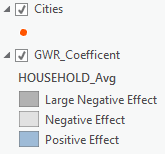 Cities
GWR_Coefficent
HOUSEHOLD_Avg
Large Negative Effect
Negative Effect
Positive Effect